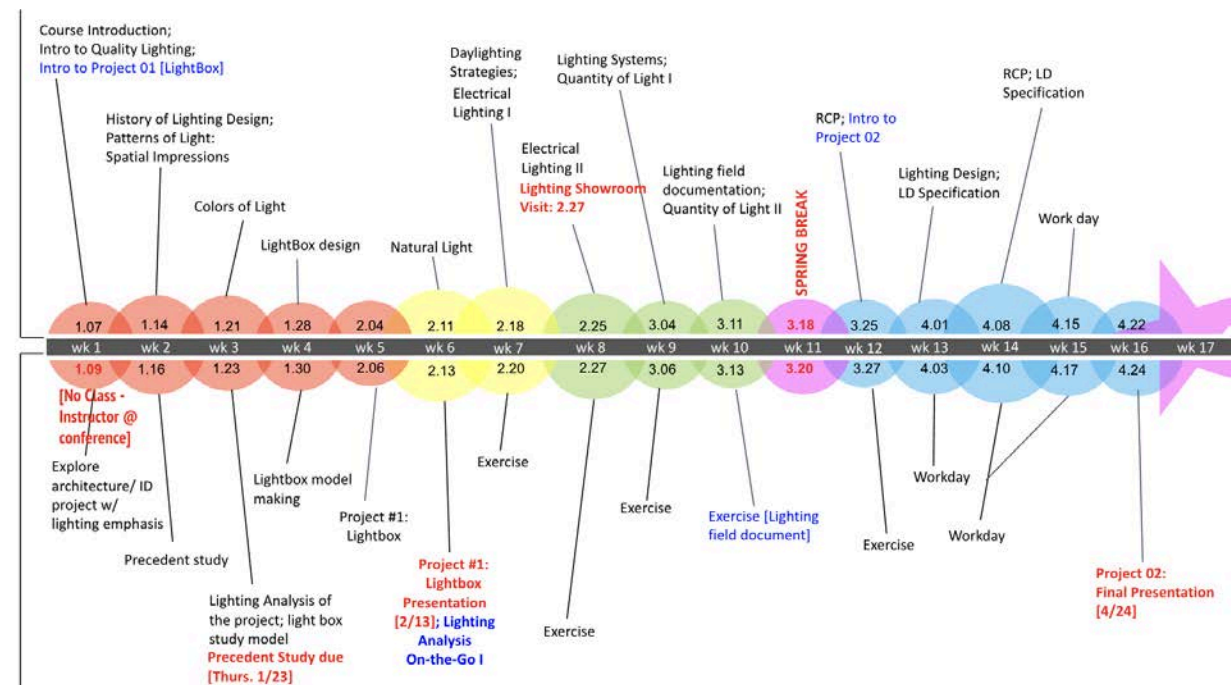 Course Introduction;
Intro to Quality Lighting;
Intro to Project 01 [LightBox]
History of Lighting Design;
Patterns of Light:
Spatial Impressions
Colors of Light
LightBox design
Natural Light
Daylighting
Strategies;
Electrical
Lighting I
Electrical
Lighting II
Lighting Showroom
Visit: 2.27
Lighting Systems;
Quantity of Light I
Lighting field
documentation;
Quantity of Light II
SPRING BREAK
RCP; Intro to
Project 02
Lighting Design;
LD Specification
RCP; LD
Specification
Work day
1.07 1.14 1.21 1.28 2.04 2.11 2.18 2.25 3.04 3.11 3.18 3.25 4.01 4.08 4.15 4.22
wk 1 wk 2 wk 3 wk 4 wk 5 wk 6 wk 7 wk 8 wk 9 wk 10 wk 11 wk 12 wk 13 wk 14 wk 15 wk 16 wk 17
1.09 1.16 1.23 1.30 2.06 2.13 2.20 2.27 3.06 3.13 3.20 3.27 4.03 4.10 4.17 4.24
[No Class -
Instructor @
conference]
Explore
architecture/ ID
project w/
lighting emphasis
Precedent study
Lighting Analysis of
the project; light box
study model
Precedent Study due
[Thurs. 1/23]
Lightbox model
making
Project #1:
Lightbox
Project #1:
Lightbox
Presentation
[2/13]; Lighting
Analysis
On-the-Go I
Exercise
Exercise
Exercise
Exercise [Lighting
field document]
Exercise
Workday
Workday
Project 02:
Final Presentation
[4/24]